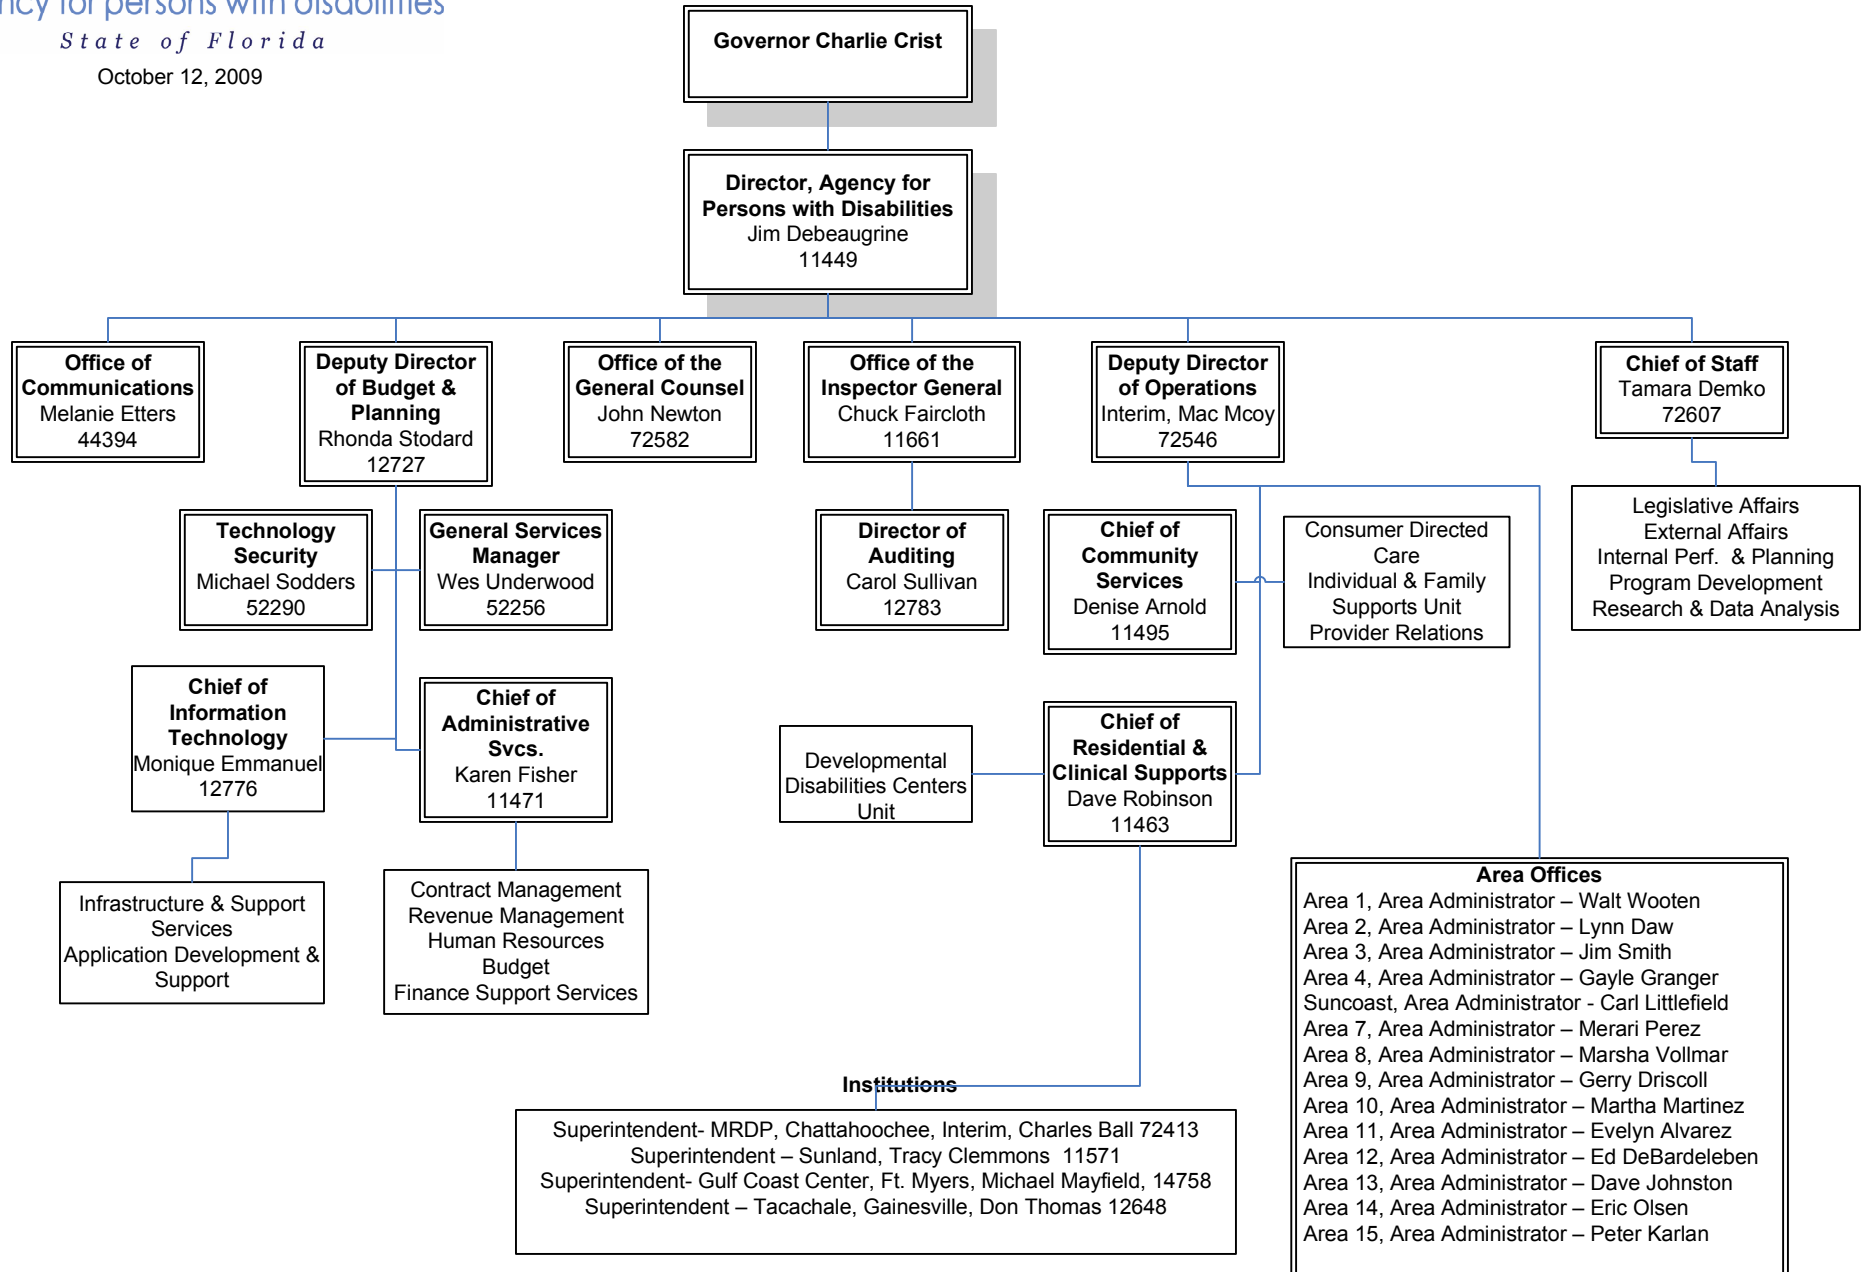 ncy for persons with disabilities
State of Florida
October 12, 2009
Governor Charlie Crist
Director, Agency for
Persons with Disabilities
Jim Debeaugrine
11449
Office of
Communications
Melanie Etters
44394
Deputy Director
of Budget &
Planning
Rhonda Stodard
12727
Office of the
General Counsel
John Newton
72582
Office of the
Inspector General
Chuck Faircloth
11661
Deputy Director
of Operations
Interim, Mac Mcoy
72546
Chief of Staff
Tamara Demko
72607
Technology
Security
Michael Sodders
52290
General Services
Manager
Wes Underwood
52256
Director of
Auditing
Carol Sullivan
12783
Chief of
Community
Services
Denise Arnold
11495
Consumer Directed
Care
Individual & Family
Supports Unit
Provider Relations
Legislative Affairs
External Affairs
Internal Perf.  & Planning
Program Development
Research & Data Analysis
Chief of
Information
Technology
Monique Emmanuel
12776
Chief of
Administrative
Svcs.
Karen Fisher
11471
Developmental
Disabilities Centers
Unit
Chief of
Residential &
Clinical Supports
Dave Robinson
11463
Infrastructure & Support
Services
Application Development &
Support
Contract Management
Revenue Management
Human Resources
Budget
Finance Support Services
Area Offices
Area 1, Area Administrator – Walt Wooten
Area 2, Area Administrator – Lynn Daw
Area 3, Area Administrator – Jim Smith
Area 4, Area Administrator – Gayle Granger
Suncoast, Area Administrator - Carl Littlefield
Area 7, Area Administrator – Merari Perez
Area 8, Area Administrator – Marsha Vollmar
Area 9, Area Administrator – Gerry Driscoll
Area 10, Area Administrator – Martha Martinez
Area 11, Area Administrator – Evelyn Alvarez
Area 12, Area Administrator – Ed DeBardeleben
Area 13, Area Administrator – Dave Johnston
Area 14, Area Administrator – Eric Olsen
Area 15, Area Administrator – Peter Karlan
Institutions
Superintendent- MRDP, Chattahoochee, Interim, Charles Ball 72413
Superintendent – Sunland, Tracy Clemmons  11571
Superintendent- Gulf Coast Center, Ft. Myers, Michael Mayfield, 14758
Superintendent – Tacachale, Gainesville, Don Thomas 12648